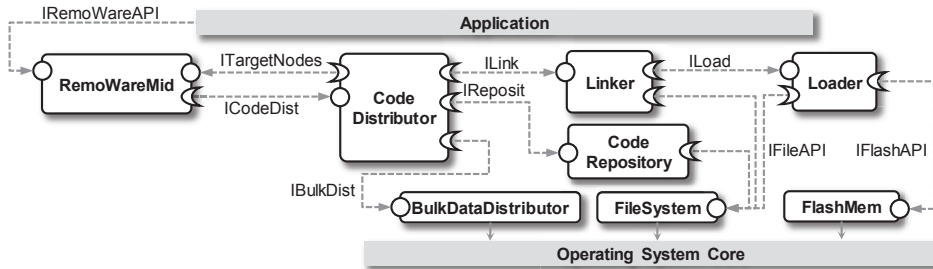 IRemoWareAPI
Application
ITargetNodes
ILink
ILoad
RemoWareMid
Code
Distributor
Linker
Loader
ICodeDist
IReposit
Code
Repository
IFileAPI
IFlashAPI
IBulkDist
BulkDataDistributor
FileSystem
FlashMem
Operating System Core